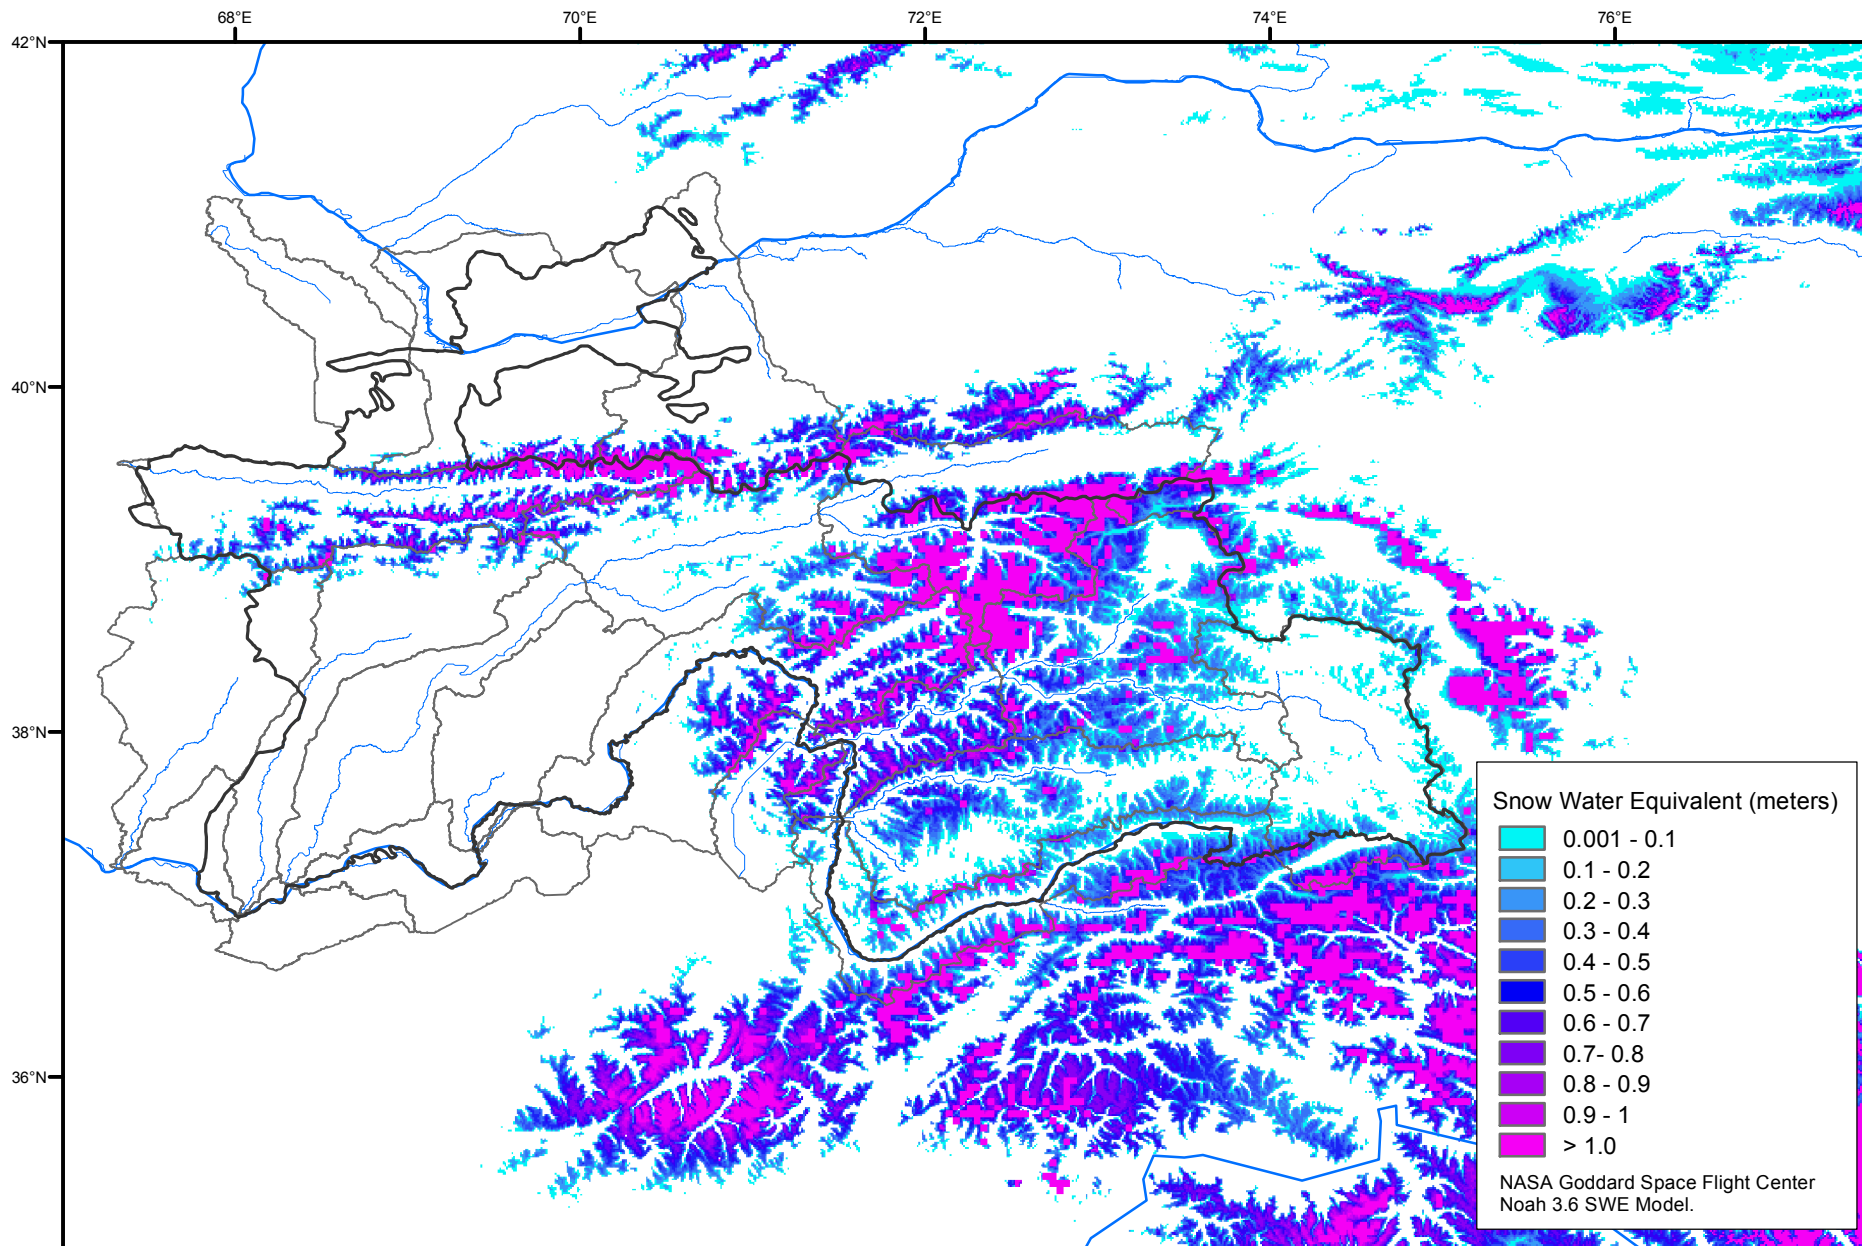 68°E
70°E
72°E
74°E
76°E
42°N
40°N
38°N
36°N
Snow Water Equivalent (meters)
0.001 - 0.1
0.1 - 0.2
0.2 - 0.3
0.3 - 0.4
0.4 - 0.5
0.5 - 0.6
0.6 - 0.7
0.7- 0.8
0.8 - 0.9
0.9 - 1
> 1.0
NASA Goddard Space Flight Center
Noah 3.6 SWE Model.